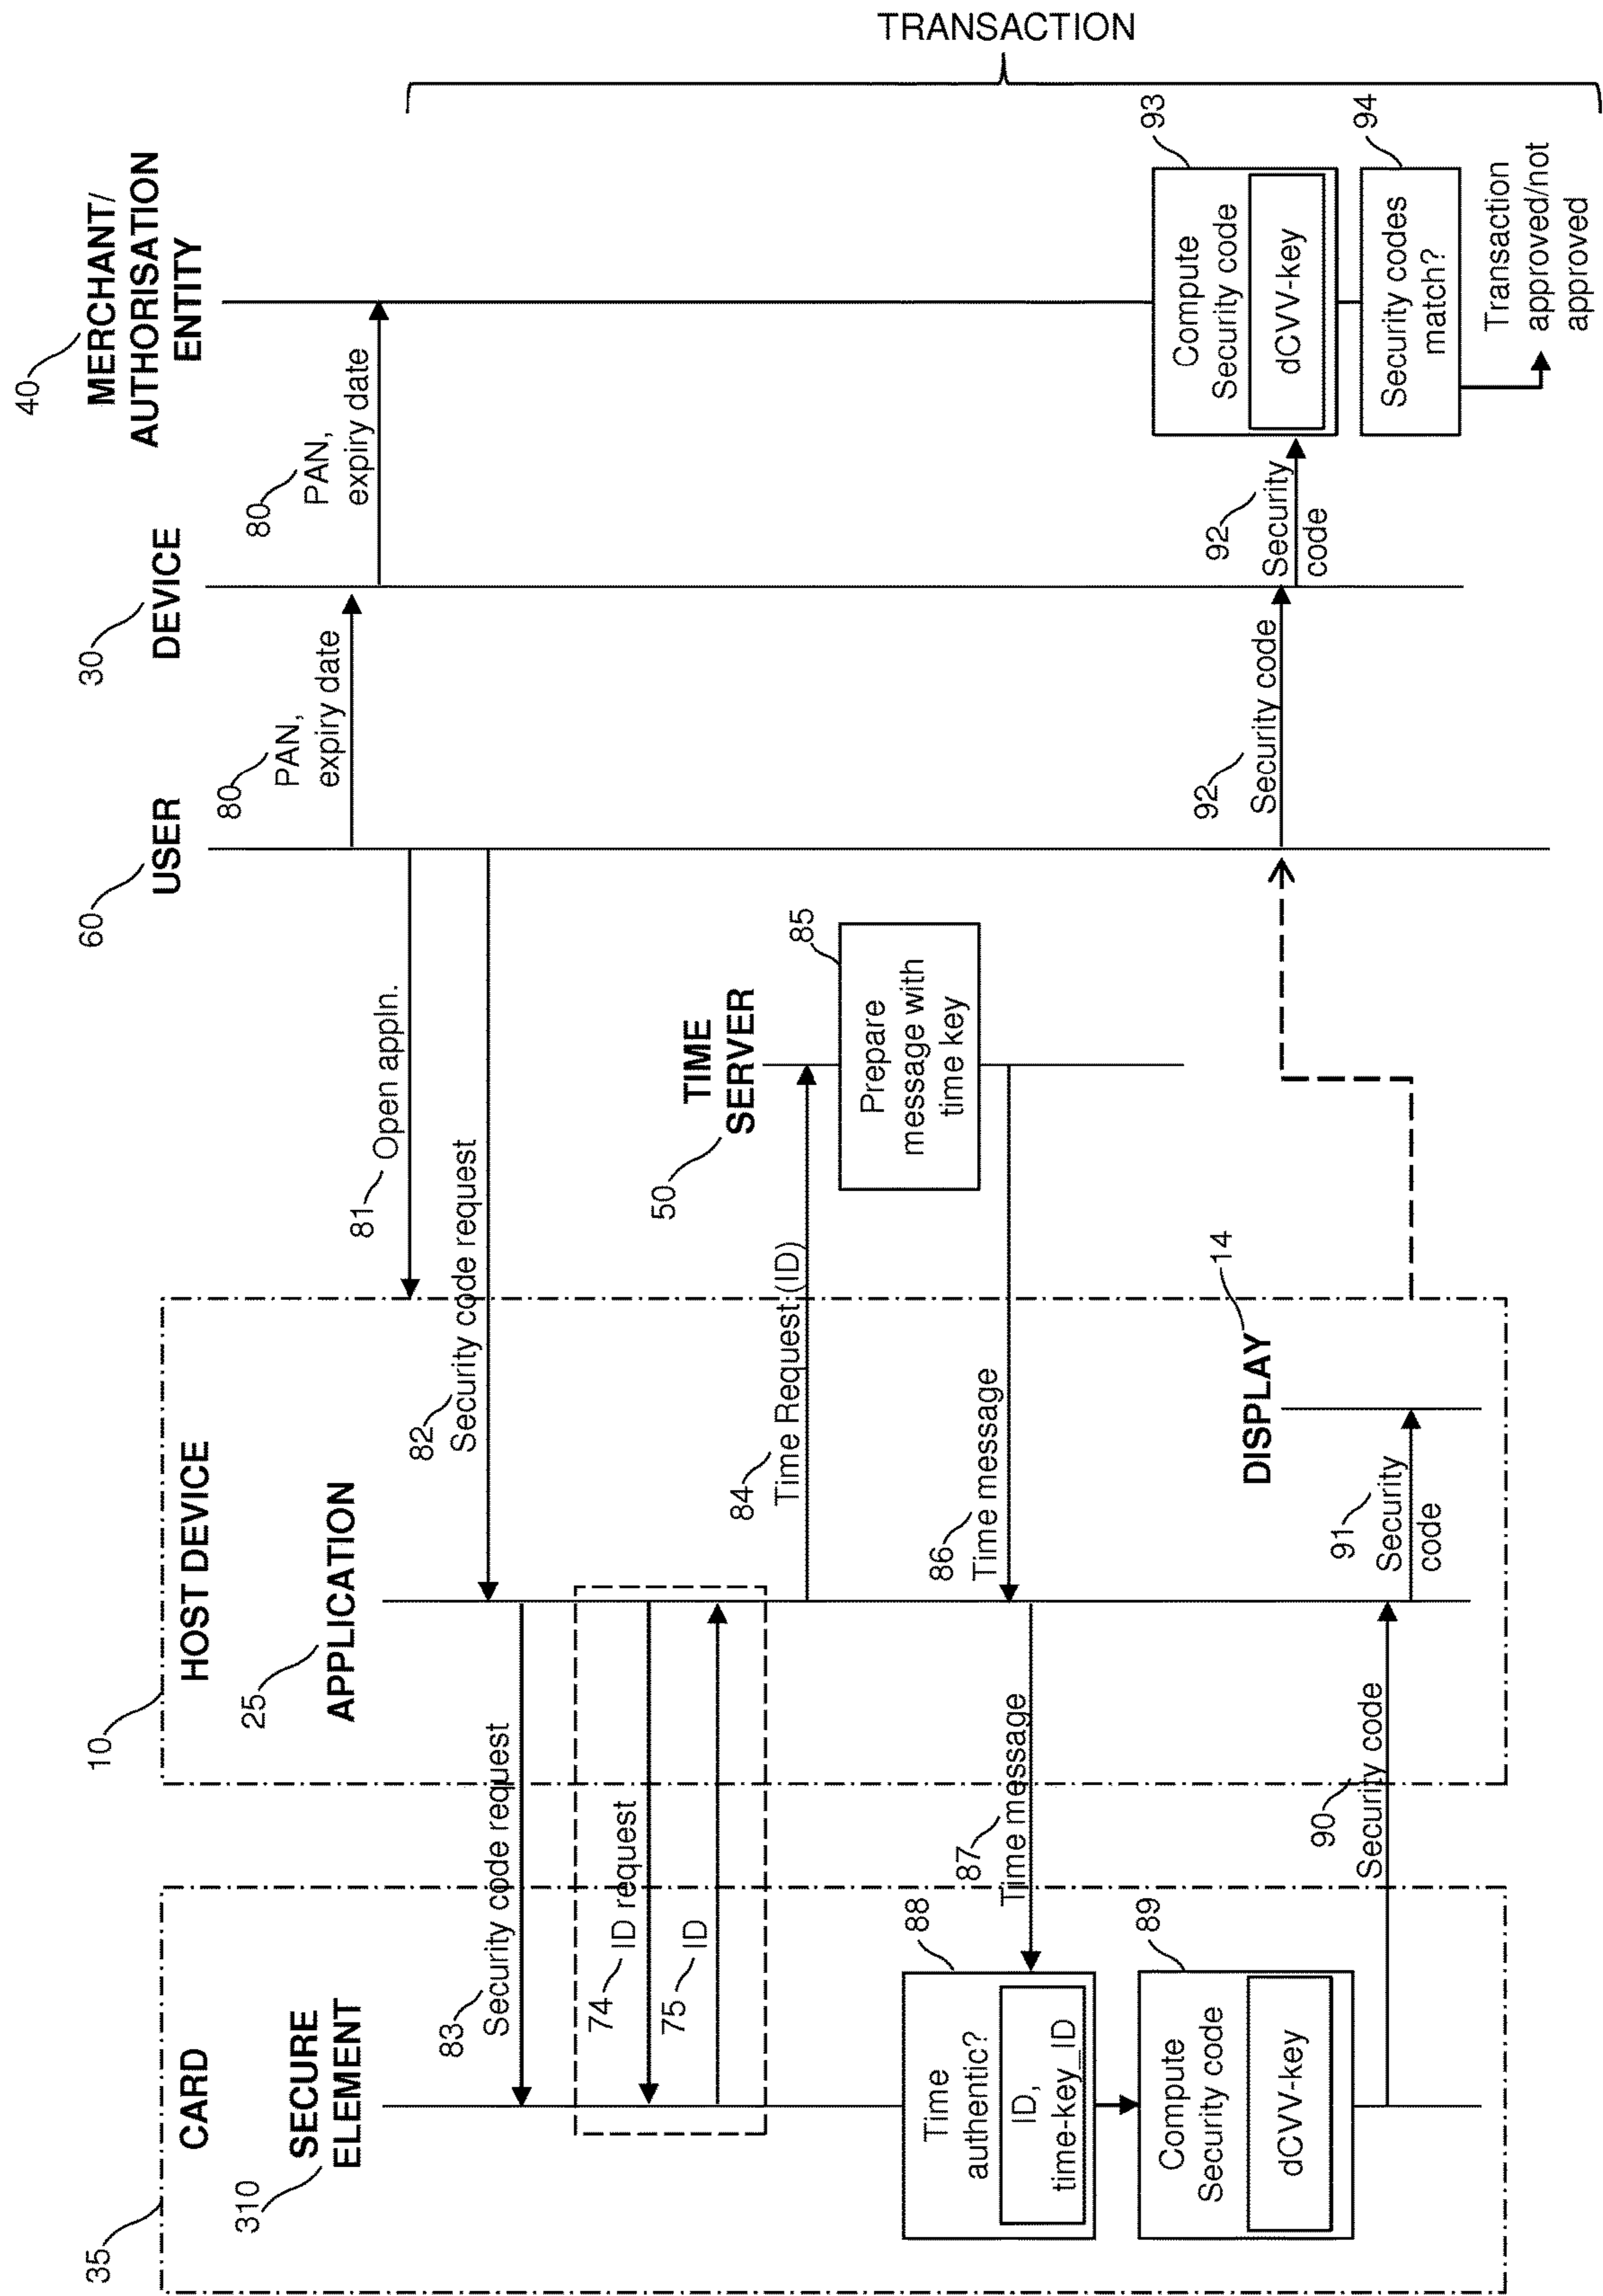 35
CARD
310
SECURE
ELEMENT
10
HOST DEVICE
25
APPLICATION
DISPLAY
14
50
TIME
SERVER
60
USER
30
DEVICE
40
MERCHANT/
AUTHORISATION
ENTITY
TRANSACTION
80
PAN,
expiry date
80
PAN,
expiry date
81
Open appln.
82
Security code request
83
Security code request
74
ID request
75
ID
84
Time Request (ID)
85
Prepare
message with
time key
86
Time message
87
Time message
88
Time
authentic?
ID,
time-key_ID
89
Compute
Security code
dCVV-key
90
Security code
91
Security
code
92
Security code
92
Security
code
93
Compute
Security code
dCVV-key
94
Security codes
match?
Transaction
approved/not
approved